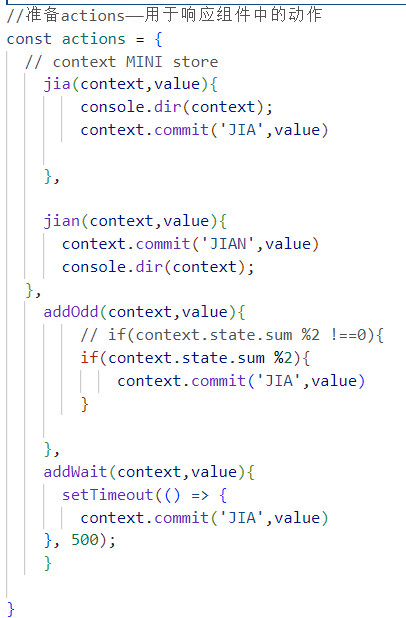 //准备actions——用于响应组件中的动作
const actions = {
// context MINI store
jia(context,value){
console.dir(context);
context.commit('JIA',value)
},
jian(context,value){
context.commit('JIAN',value)
console.dir(context);
},
addOdd(context,value){
// if(context.state.sum %2 !==0){
if(context.state.sum %2){
context.commit('JIA',value)
}
},
addWait(context,value){
setTimeout(() => {
context.commit('JIA',value)
}, 500);
}
}